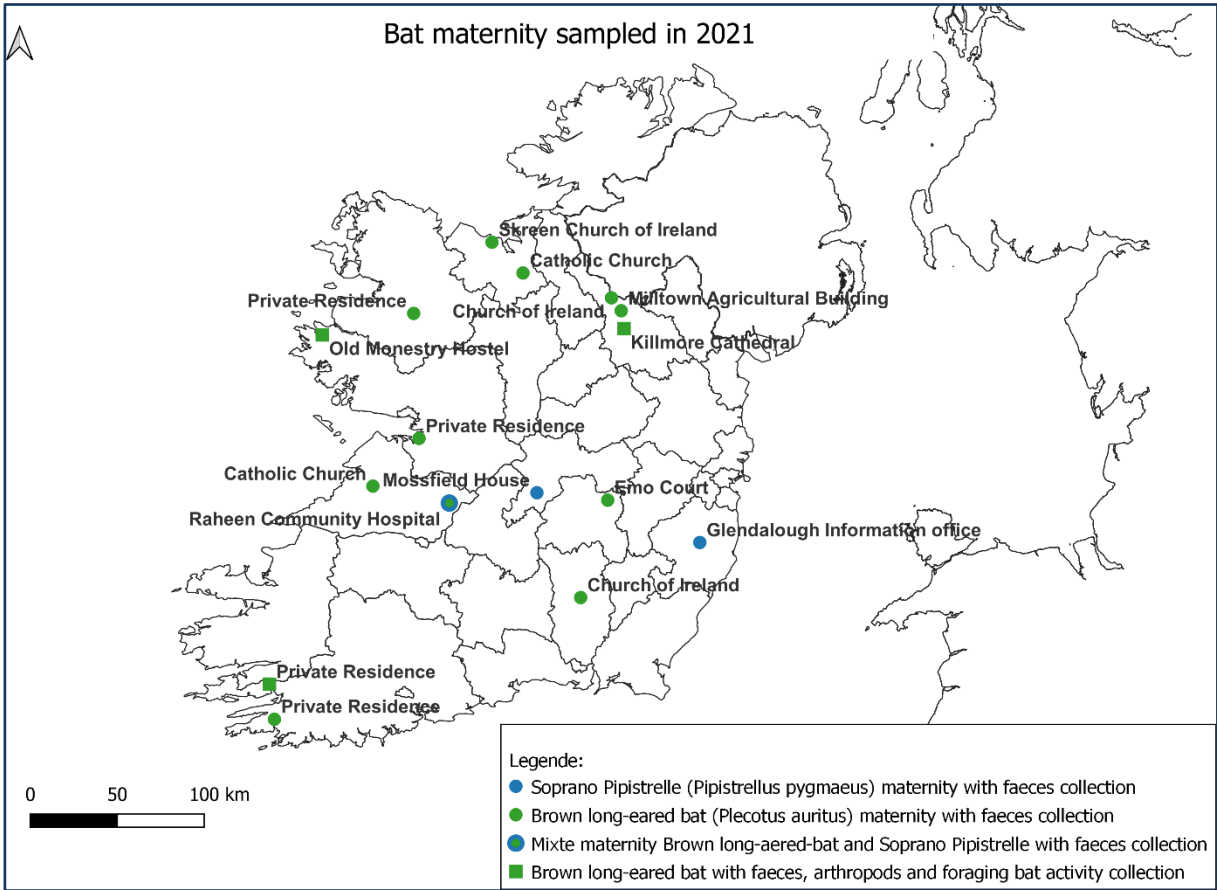 Bat maternity sampled in 2021
Skreen Church of Ireland
Catholic Church
Private Residence
Milltown Agricultural Building
Church of Ireland
Killmore Cathedral
Old Monestry Hostel
Private Residence
Catholic Church
Mossfield House
Emo Court
Raheen Community Hospital
Glendalough Information office
Church of Ireland
Private Residence
Private Residence
0 50 100 km
Legende:
Soprano Pipistrelle (Pipistrellus pygmaeus) maternity with faeces collection
Brown long-eared bat (Plecotus auritus) maternity with faeces collection
Mixte maternity Brown long-aered-bat and Soprano Pipistrelle with faeces collection
Brown long-eared bat with faeces, arthropods and foraging bat activity collection